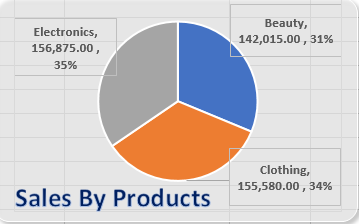 Electronics,
156,875.00 ,
35%
Beauty,
142,015.00 , 31%
Clothing,
155,580.00 , 34%
Sales By Products